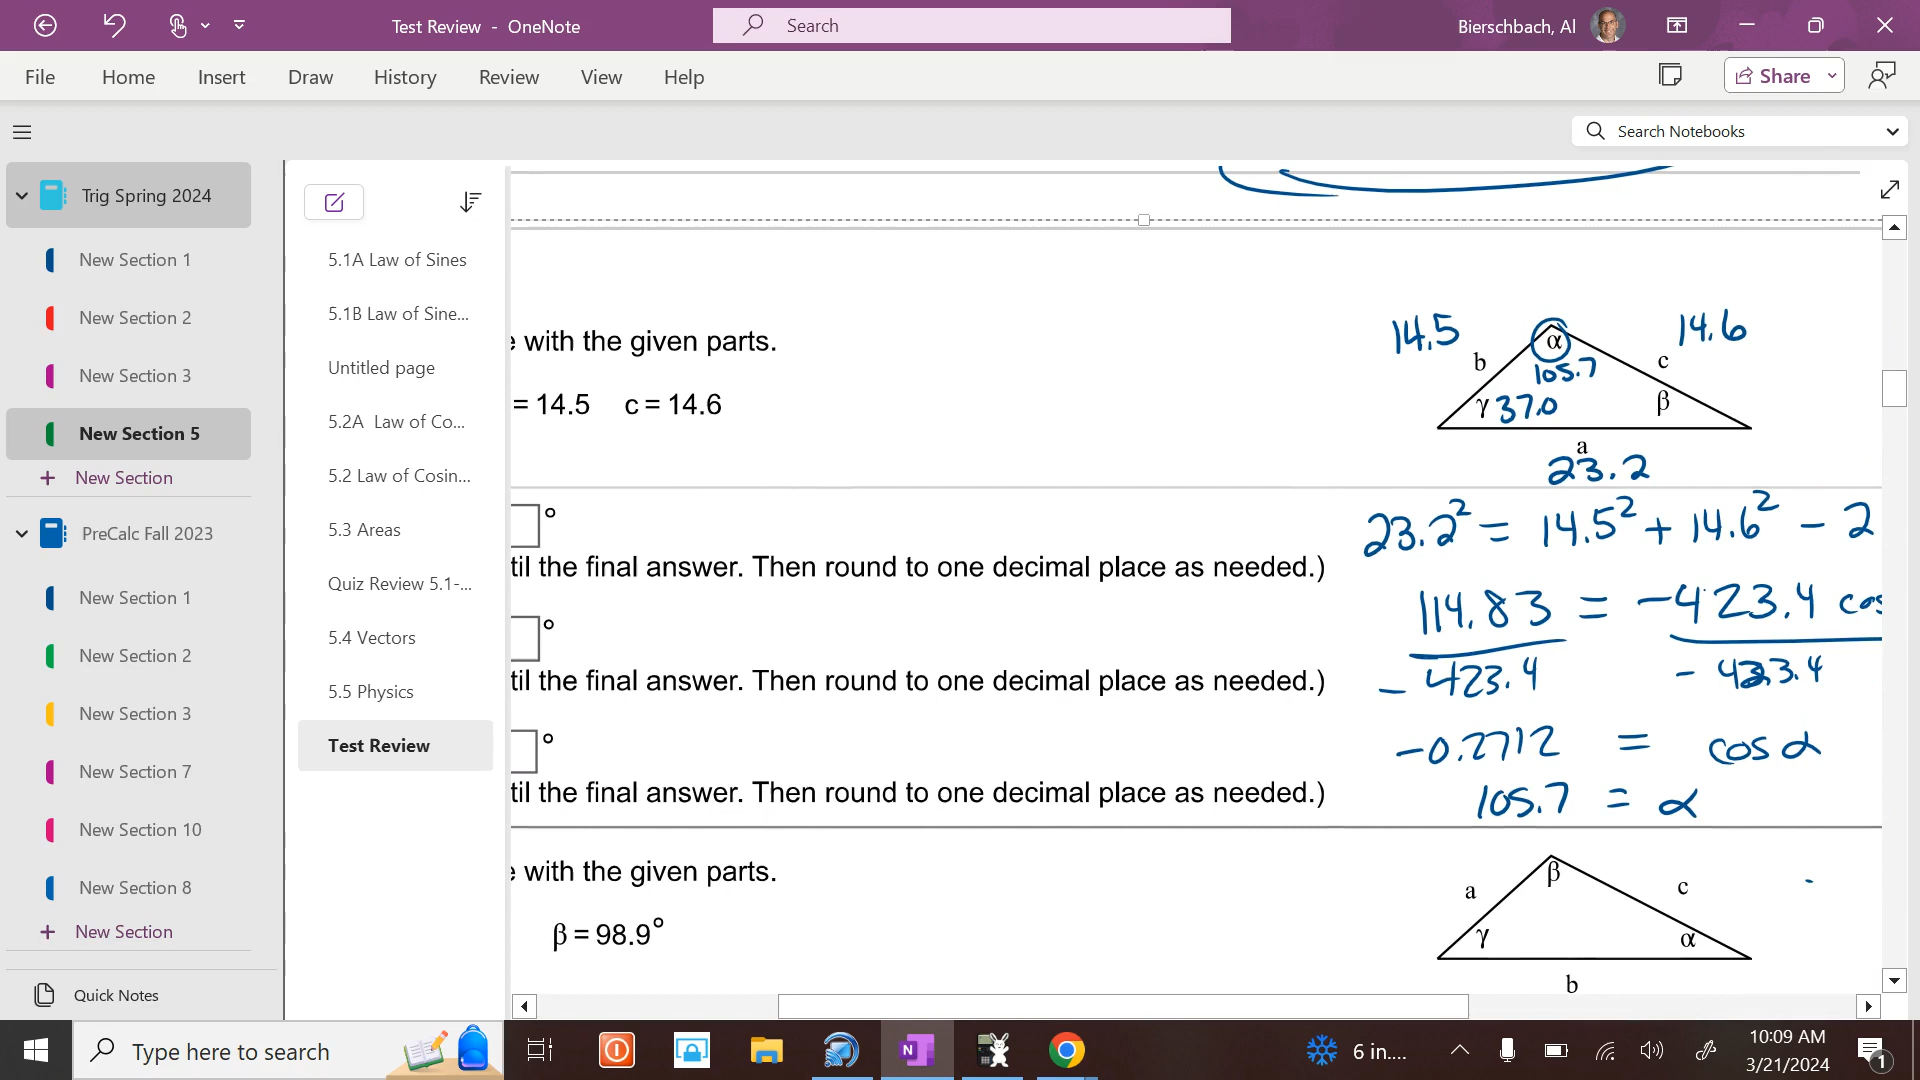 Test Review - OneNote
Search
Bierschbach, Al
File Home Insert Draw History Review View Help
Share
Search Notebooks
Trig Spring 2024
New Section 1
New Section 2
New Section 3
New Section 5
+ New Section
PreCalc Fall 2023
New Section 1
New Section 2
New Section 3
New Section 7
New Section 10
New Section 8
+ New Section
Quick Notes
5.1A Law of Sines
5.1B Law of Sine...
Untitled page
5.2A Law of Co...
5.2 Law of Cosin...
5.3 Areas
Quiz Review 5.1-...
5.4 Vectors
5.5 Physics
Test Review
with the given parts.
= 14.5 c = 14.6
°
til the final answer. Then round to one decimal place as needed.)
°
til the final answer. Then round to one decimal place as needed.)
°
til the final answer. Then round to one decimal place as needed.)
with the given parts.
β = 98.9°
14.5 14.6
α
b c
105.7
γ 37.0 β
a
23.2
23.2² = 14.5² + 14.6² - 2
114.83 = -423.4 cos
-423.4 -423.4
-0.2712 = cos α
105.7 = α
β
a c
γ α
b
Type here to search
6 in....
10:09 AM
3/21/2024
1